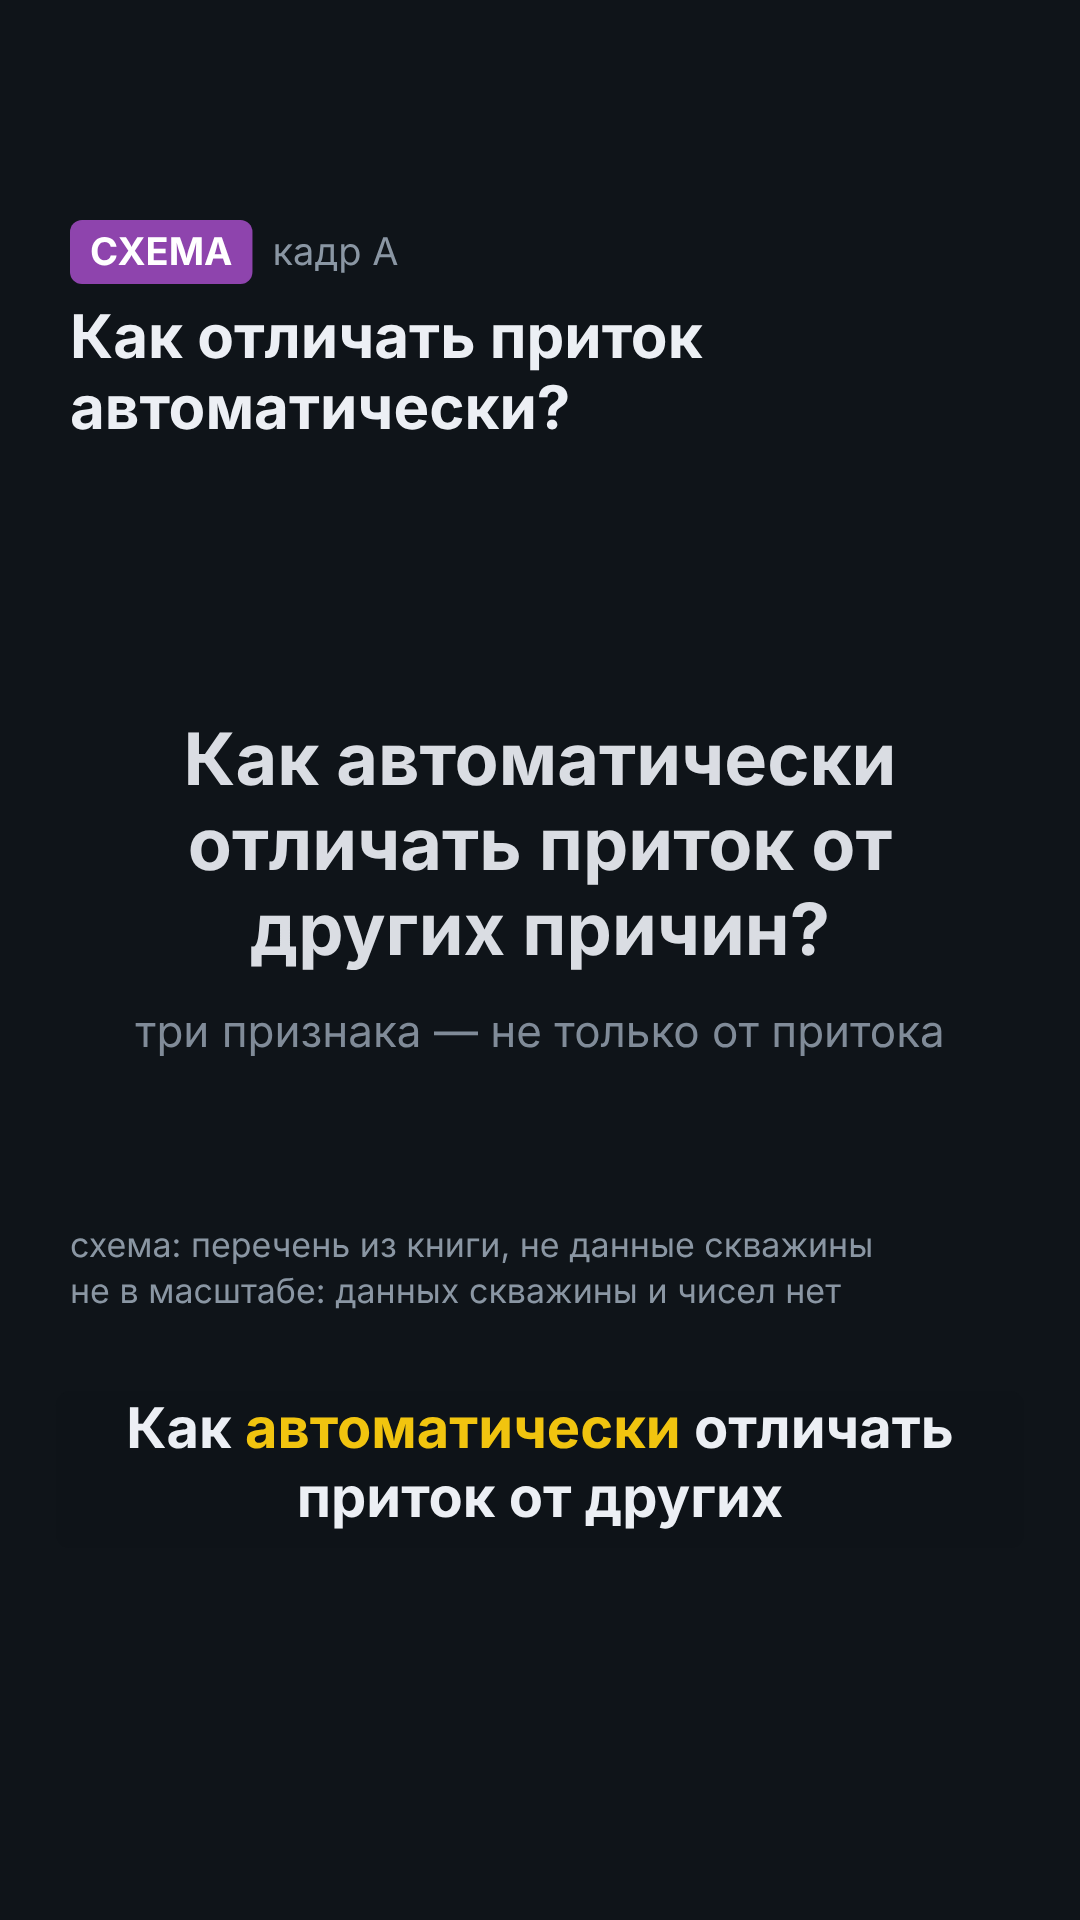 СХЕМА кадр А
Как отличать приток
автоматически?
Как автоматически
отличать приток от
других причин?
три признака — не только от притока
схема: перечень из книги, не данные скважины
не в масштабе: данных скважины и чисел нет
Как автоматически отличать
приток от других